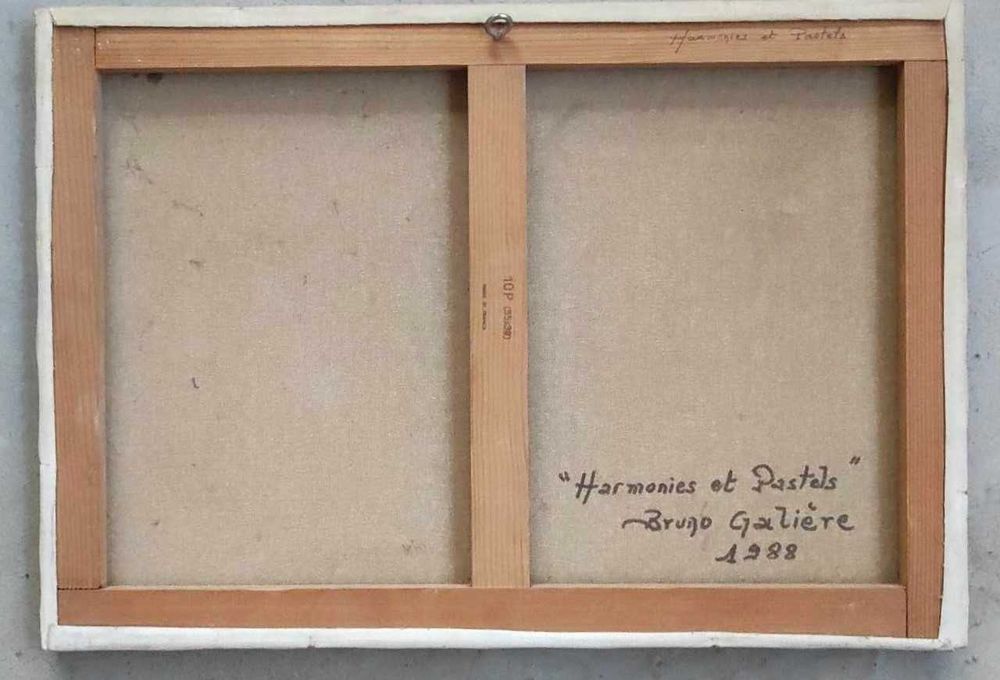 Harmonies et Pastels
10P
"Harmonies et Pastels"
Bruno Galière
1988